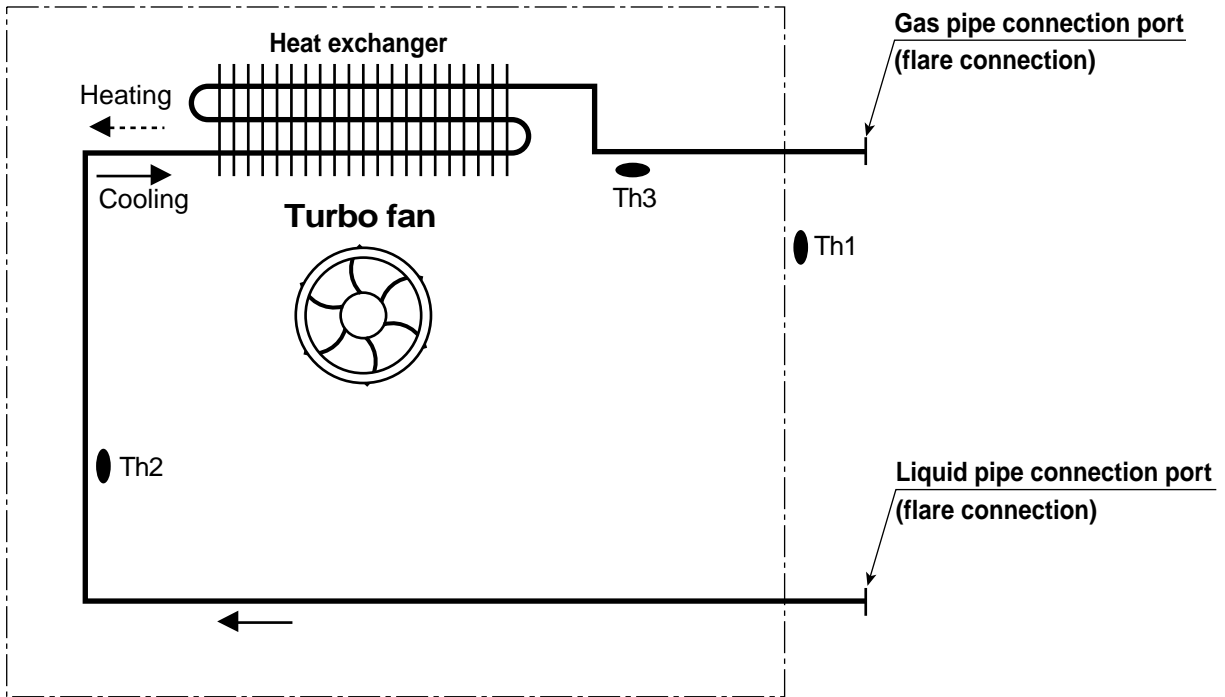 Gas pipe connection port
(flare connection)
Heat exchanger
Heating
Cooling
Th3
Turbo fan
Th1
Th2
Liquid pipe connection port
(flare connection)